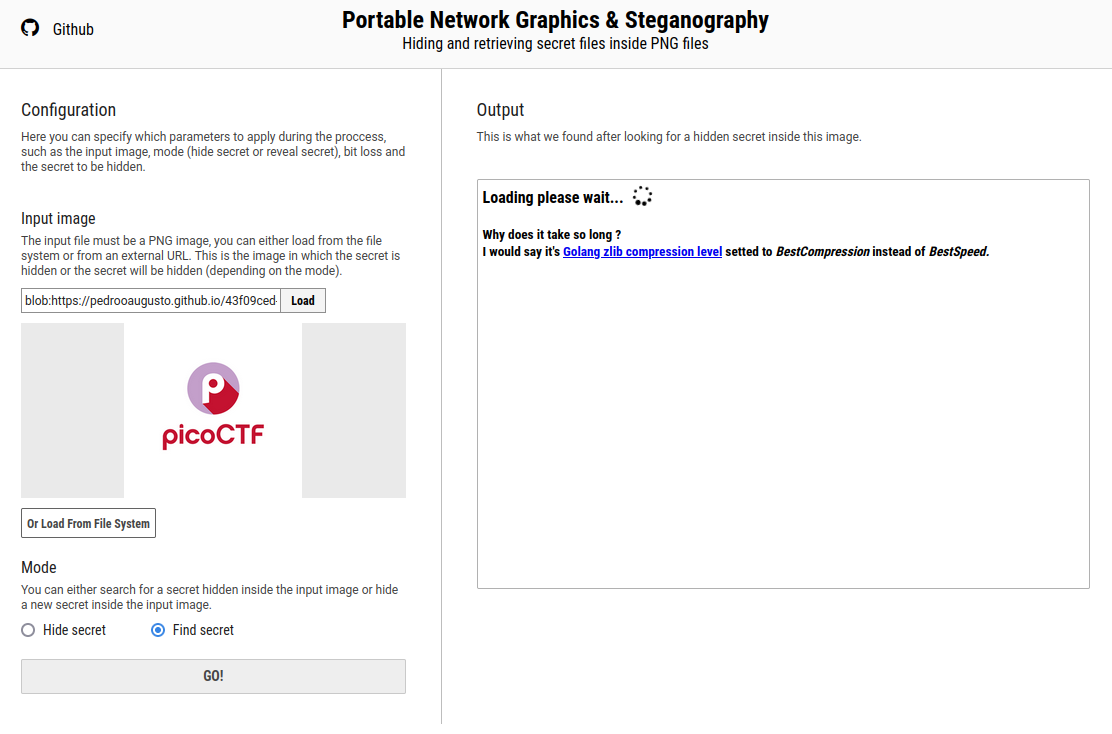 Github
Portable Network Graphics & Steganography
Hiding and retrieving secret files inside PNG files
Configuration
Here you can specify which parameters to apply during the proccess,
such as the input image, mode (hide secret or reveal secret), bit loss and
the secret to be hidden.
Input image
The input file must be a PNG image, you can either load from the file
system or from an external URL. This is the image in which the secret is
hidden or the secret will be hidden (depending on the mode).
blob:https://pedrooaugusto.github.io/43f09ced- Load
picoCTF
Or Load From File System
Mode
You can either search for a secret hidden inside the input image or hide
a new secret inside the input image.
Hide secret Find secret
GO!
Output
This is what we found after looking for a hidden secret inside this image.
Loading please wait...
Why does it take so long ?
I would say it's Golang zlib compression level setted to BestCompression instead of BestSpeed.